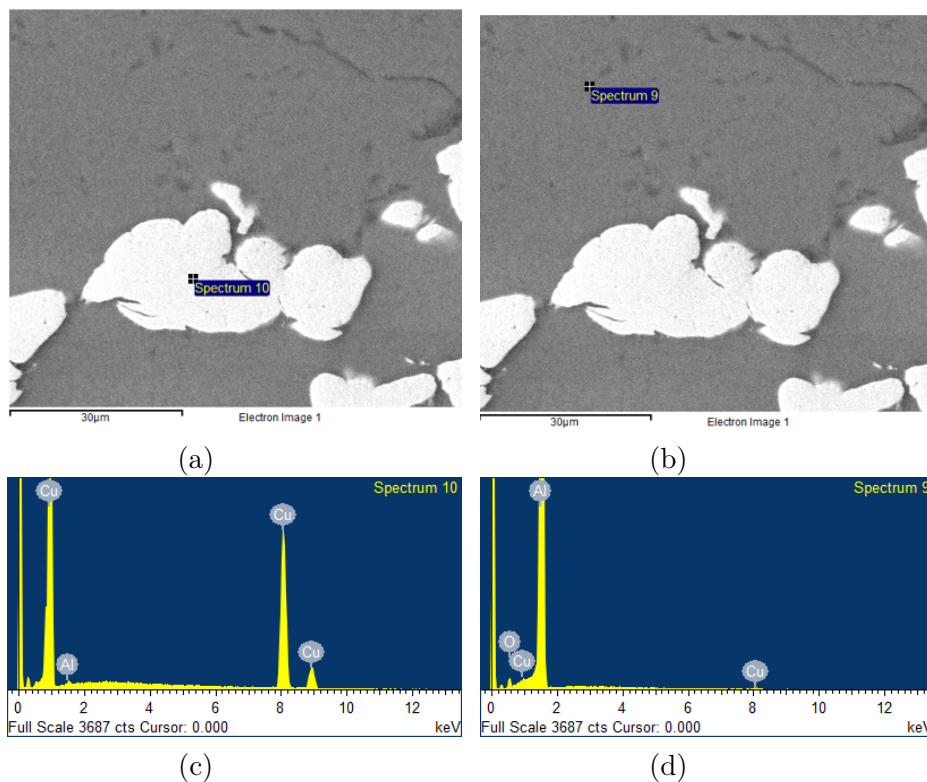 Spectrum 10
30µm
Electron Image 1
(a)
Spectrum 9
30µm
Electron Image 1
(b)
Spectrum 10
Cu
Cu
Cu
Al
0 2 4 6 8 10 12
Full Scale 3687 cts Cursor: 0.000 keV
(c)
Spectrum 9
Al
O
Cu
Cu
0 2 4 6 8 10 12
Full Scale 3687 cts Cursor: 0.000 keV
(d)